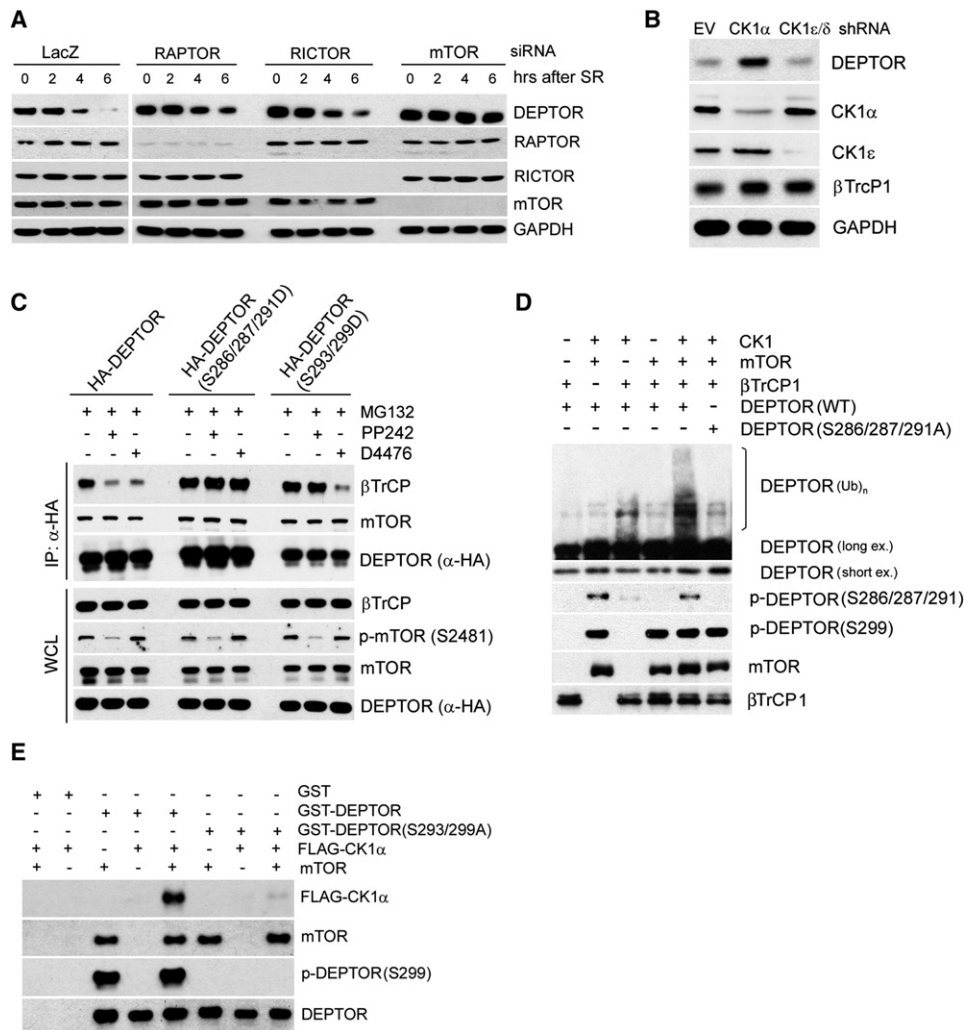 A
LacZ RAPTOR RICTOR mTOR siRNA
0 2 4 6 0 2 4 6 0 2 4 6 0 2 4 6 hrs after SR
DEPTOR
RAPTOR
RICTOR
mTOR
GAPDH
B
EV CK1α CK1ε/δ shRNA
DEPTOR
CK1α
CK1ε
βTrcP1
GAPDH
C
HA-DEPTOR
HA-DEPTOR
(S286/287/291D)
HA-DEPTOR
(S293/299D)
+ + + + + + + + + MG132
- + - - + - - + - PP242
- - + - - + - - + D4476
IP: α-HA
βTrCP
mTOR
DEPTOR (α-HA)
WCL
βTrCP
p-mTOR (S2481)
mTOR
DEPTOR (α-HA)
D
- + + - + + CK1
- + - + + + mTOR
+ - + + + + βTrCP1
+ + + + + - DEPTOR (WT)
- - - - - + DEPTOR (S286/287/291A)
DEPTOR (Ub)n
DEPTOR (long ex.)
DEPTOR (short ex.)
p-DEPTOR (S286/287/291)
p-DEPTOR (S299)
mTOR
βTrCP1
E
+ + - - - - - - GST
- - + + + - - - GST-DEPTOR
- - - - - + + + GST-DEPTOR(S293/299A)
+ + - + + - + + FLAG-CK1α
+ - + - + + - + mTOR
FLAG-CK1α
mTOR
p-DEPTOR (S299)
DEPTOR